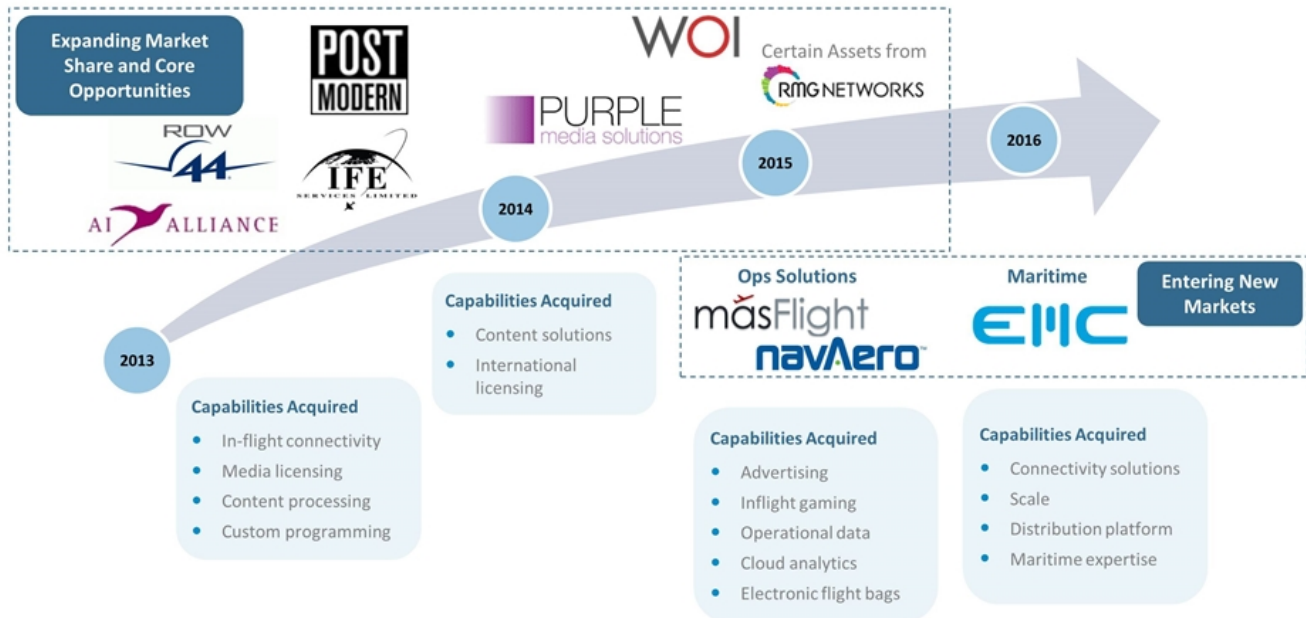 Expanding Market
Share and Core
Opportunities
POST
MODERN
ROW
44
AI ALLIANCE
IFE
SERVICES LIMITED
PURPLE
media solutions
WOI
Certain Assets from
RMG NETWORKS
2013
2014
2015
2016
Ops Solutions
masFlight
navAero™
Maritime
EMC
Entering New
Markets
Capabilities Acquired
• In-flight connectivity
• Media licensing
• Content processing
• Custom programming
Capabilities Acquired
• Content solutions
• International
licensing
Capabilities Acquired
• Advertising
• Inflight gaming
• Operational data
• Cloud analytics
• Electronic flight bags
Capabilities Acquired
• Connectivity solutions
• Scale
• Distribution platform
• Maritime expertise